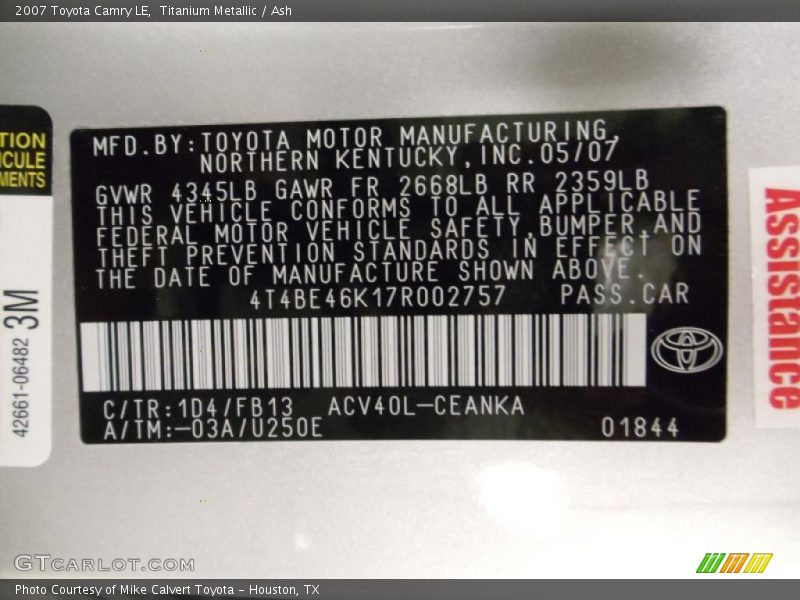 2007 Toyota Camry LE, Titanium Metallic / Ash
TION
ICULE
MENTS
3M
42661-06482
MFD.BY:TOYOTA MOTOR MANUFACTURING,
NORTHERN KENTUCKY,INC.05/07
GVWR 4345LB GAWR FR 2668LB RR 2359LB
THIS VEHICLE CONFORMS TO ALL APPLICABLE
FEDERAL MOTOR VEHICLE SAFETY,BUMPER,AND
THEFT PREVENTION STANDARDS IN EFFECT ON
THE DATE OF MANUFACTURE SHOWN ABOVE.
4T4BE46K17R002757 PASS.CAR
C/TR:1D4/FB13 ACV40L-CEANKA
A/TM:-03A/U250E 01844
Assistance
GTCARLOT.COM
Photo Courtesy of Mike Calvert Toyota - Houston, TX